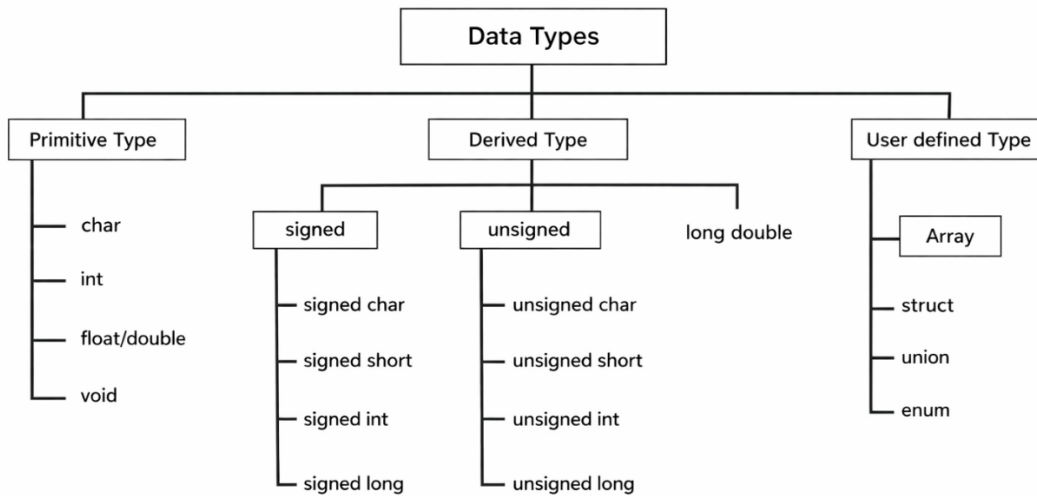 Data Types
Primitive Type
char
int
float/double
void
Derived Type
signed
signed char
signed short
signed int
signed long
unsigned
unsigned char
unsigned short
unsigned int
unsigned long
long double
User defined Type
Array
struct
union
enum